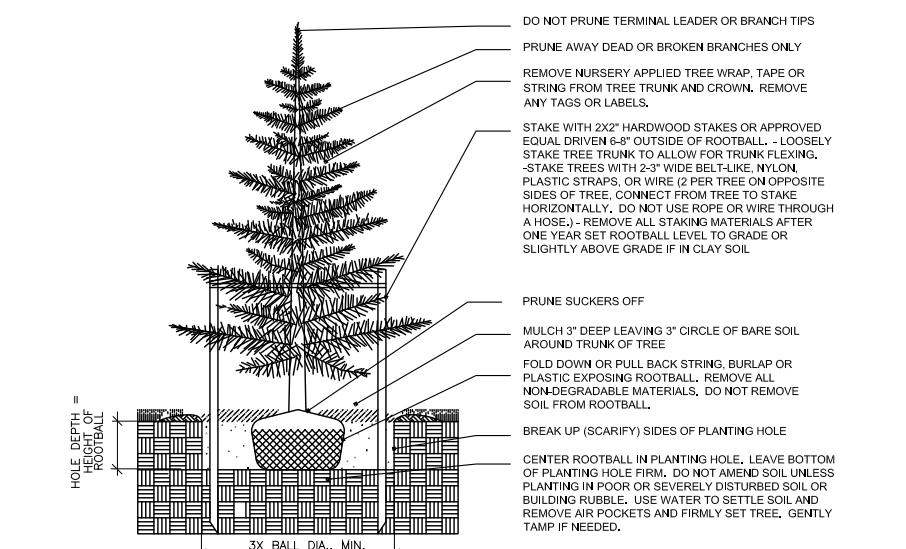 DO NOT PRUNE TERMINAL LEADER OR BRANCH TIPS
PRUNE AWAY DEAD OR BROKEN BRANCHES ONLY
REMOVE NURSERY APPLIED TREE WRAP, TAPE OR
STRING FROM TREE TRUNK AND CROWN. REMOVE
ANY TAGS OR LABELS.
STAKE WITH 2X2" HARDWOOD STAKES OR APPROVED
EQUAL DRIVEN 6-8" OUTSIDE OF ROOTBALL. - LOOSELY
STAKE TREE TRUNK TO ALLOW FOR TRUNK FLEXING.
-STAKE TREES WITH 2-3" WIDE BELT-LIKE, NYLON,
PLASTIC STRAPS, OR WIRE (2 PER TREE ON OPPOSITE
SIDES OF TREE, CONNECT FROM TREE TO STAKE
HORIZONTALLY. DO NOT USE ROPE OR WIRE THROUGH
A HOSE.) - REMOVE ALL STAKING MATERIALS AFTER
ONE YEAR SET ROOTBALL LEVEL TO GRADE OR
SLIGHTLY ABOVE GRADE IF IN CLAY SOIL
PRUNE SUCKERS OFF
MULCH 3" DEEP LEAVING 3" CIRCLE OF BARE SOIL
AROUND TRUNK OF TREE
FOLD DOWN OR PULL BACK STRING, BURLAP OR
PLASTIC EXPOSING ROOTBALL. REMOVE ALL
NON-DEGRADABLE MATERIALS. DO NOT REMOVE
SOIL FROM ROOTBALL.
BREAK UP (SCARIFY) SIDES OF PLANTING HOLE
CENTER ROOTBALL IN PLANTING HOLE. LEAVE BOTTOM
OF PLANTING HOLE FIRM. DO NOT AMEND SOIL UNLESS
PLANTING IN POOR OR SEVERELY DISTURBED SOIL OR
BUILDING RUBBLE. USE WATER TO SETTLE SOIL AND
REMOVE AIR POCKETS AND FIRMLY SET TREE. GENTLY
TAMP IF NEEDED.
HOLE DEPTH =
HEIGHT OF
ROOTBALL
3X BALL DIA., MIN.